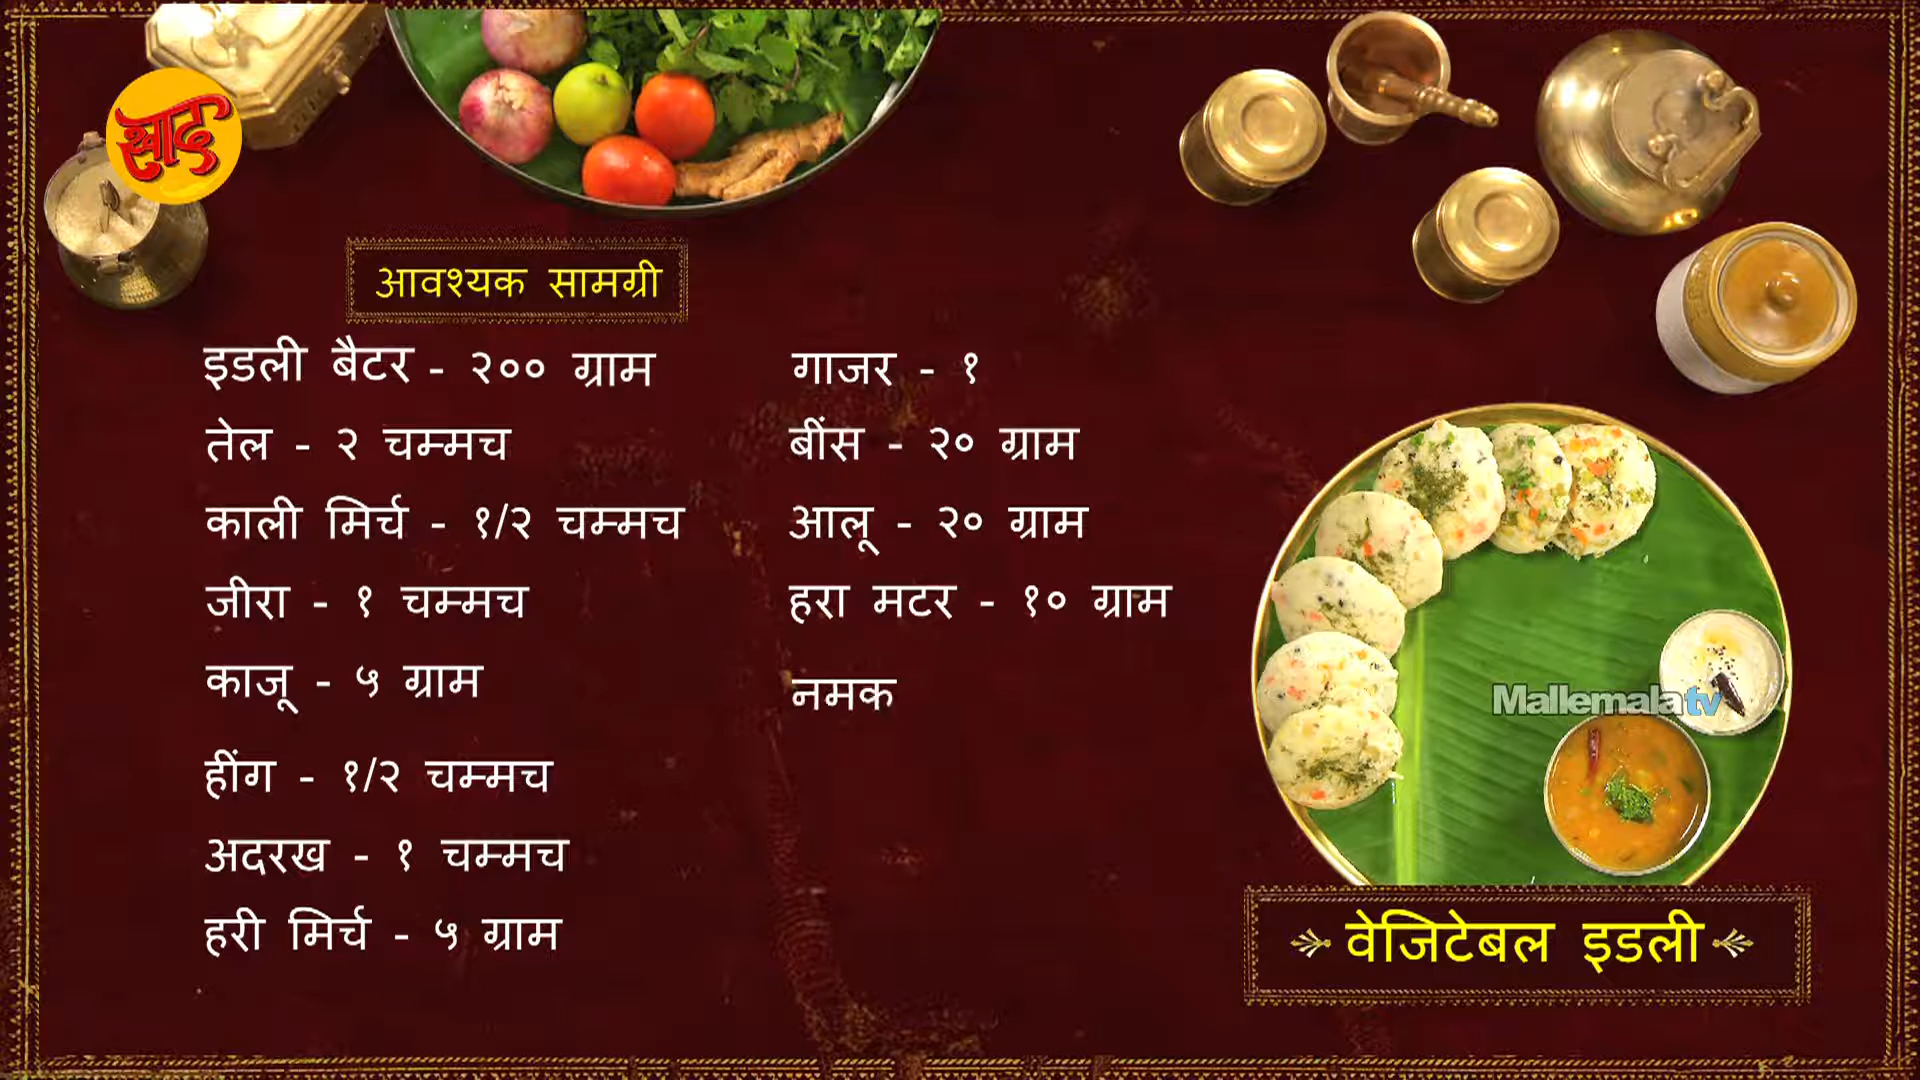 स्वाद
आवश्यक सामग्री
इडली बैटर - २०० ग्राम
तेल - २ चम्मच
काली मिर्च - १/२ चम्मच
जीरा - १ चम्मच
काजू - ५ ग्राम
हींग - १/२ चम्मच
अदरख - १ चम्मच
हरी मिर्च - ५ ग्राम
गाजर - १
बींस - २० ग्राम
आलू - २० ग्राम
हरा मटर - १० ग्राम
नमक
Mallemalatv
वेजिटेबल इडली